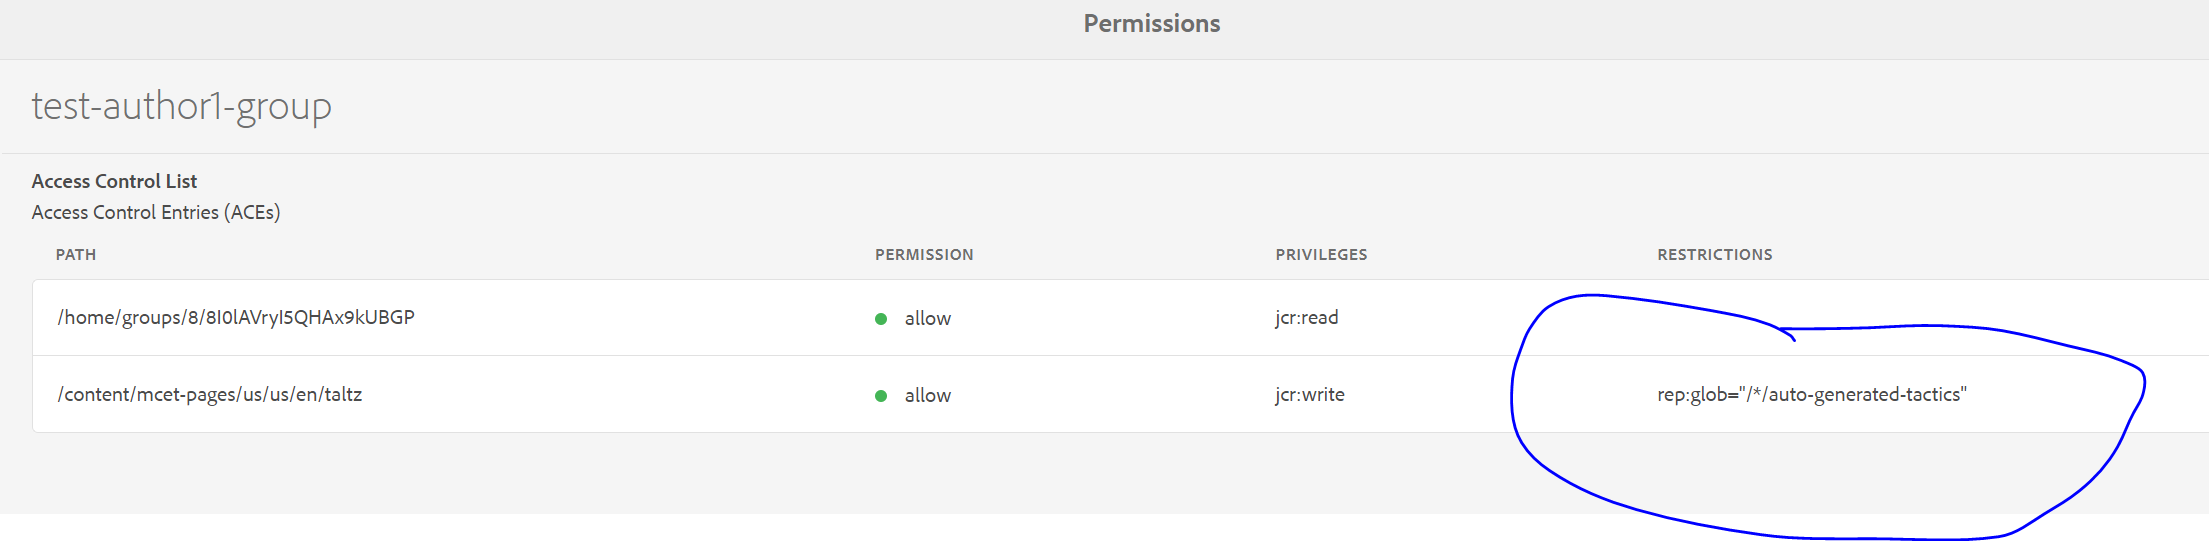 Permissions
test-author1-group
Access Control List
Access Control Entries (ACEs)
PATH PERMISSION PRIVILEGES RESTRICTIONS
/home/groups/8/8I0lAVryI5QHAx9kUBGP allow jcr:read
/content/mcet-pages/us/us/en/taltz allow jcr:write rep:glob="/*/auto-generated-tactics"